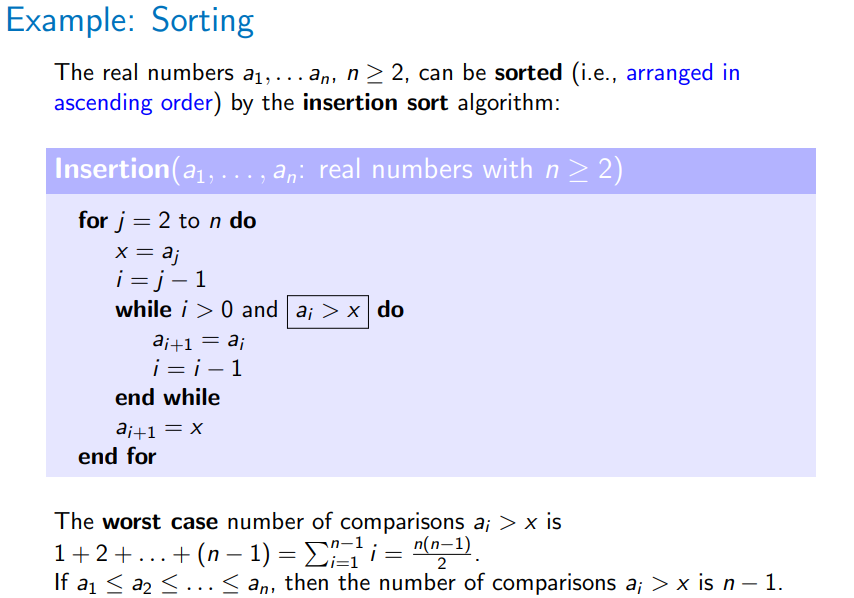 Example: Sorting
The real numbers a₁, . . . aₙ, n ≥ 2, can be sorted (i.e., arranged in
ascending order) by the insertion sort algorithm:
Insertion(a₁, . . . , aₙ: real numbers with n ≥ 2)
for j = 2 to n do
x = aⱼ
i = j − 1
while i > 0 and aᵢ > x do
aᵢ₊₁ = aᵢ
i = i − 1
end while
aᵢ₊₁ = x
end for
The worst case number of comparisons aᵢ > x is
1 + 2 + . . . + (n − 1) = ∑ᵢ₌₁ⁿ⁻¹ i = n(n−1)/2.
If a₁ ≤ a₂ ≤ . . . ≤ aₙ, then the number of comparisons aᵢ > x is n − 1.